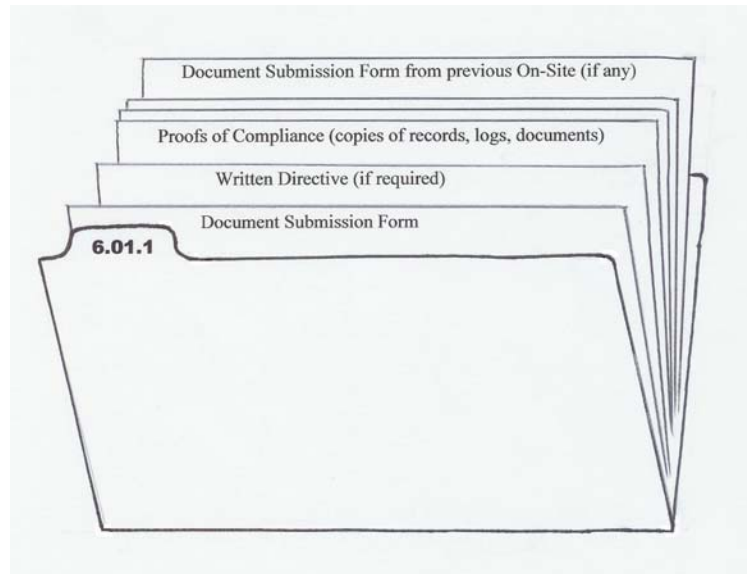 Document Submission Form from previous On-Site (if any)
Proofs of Compliance (copies of records, logs, documents)
Written Directive (if required)
Document Submission Form
6.01.1